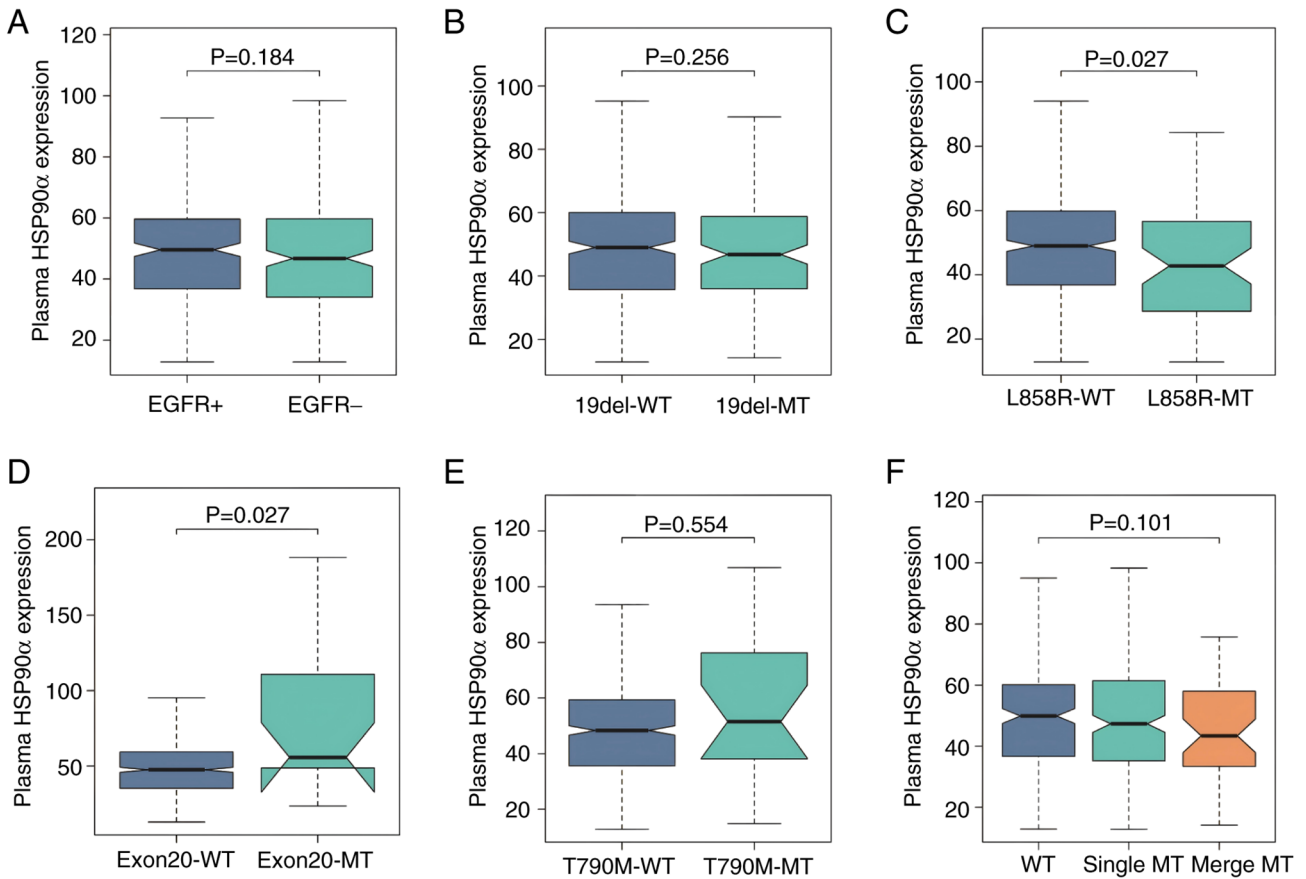 A
Plasma HSP90α expression
120
100
80
60
40
20
P=0.184
EGFR+
EGFR−
B
Plasma HSP90α expression
100
80
60
40
20
P=0.256
19del-WT
19del-MT
C
Plasma HSP90α expression
100
80
60
40
20
P=0.027
L858R-WT
L858R-MT
D
Plasma HSP90α expression
200
150
100
50
P=0.027
Exon20-WT
Exon20-MT
E
Plasma HSP90α expression
120
100
80
60
40
20
P=0.554
T790M-WT
T790M-MT
F
Plasma HSP90α expression
120
100
80
60
40
20
P=0.101
WT
Single MT
Merge MT